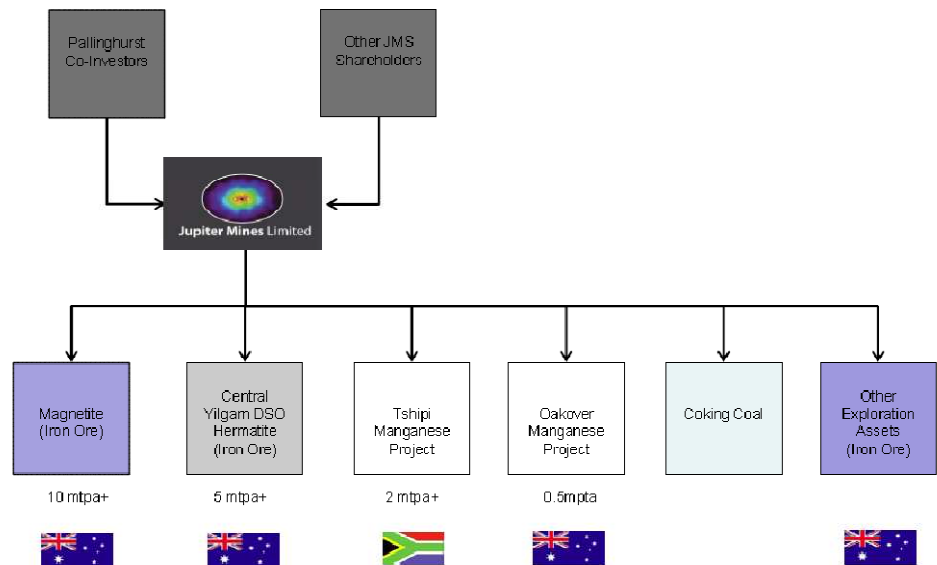 Pallinghurst
Co-Investors
Other JMS
Shareholders
Jupiter Mines Limited
Magnetite
(Iron Ore)
Central
Yilgarn DSO
Hermatite
(Iron Ore)
Tshipi
Manganese
Project
Oakover
Manganese
Project
Coking Coal
Other
Exploration
Assets
(Iron Ore)
10 mtpa+
5 mtpa+
2 mtpa+
0.5mpta